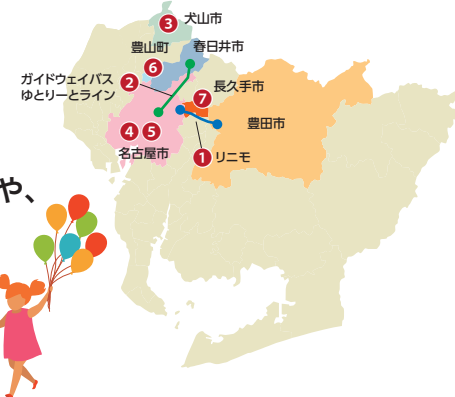 ③ 犬山市
豊山町
春日井市
⑥
ガイドウェイバス
ゆとりーとライン
②
長久手市
⑦
豊田市
④ ⑤
名古屋市
① リニモ
や、